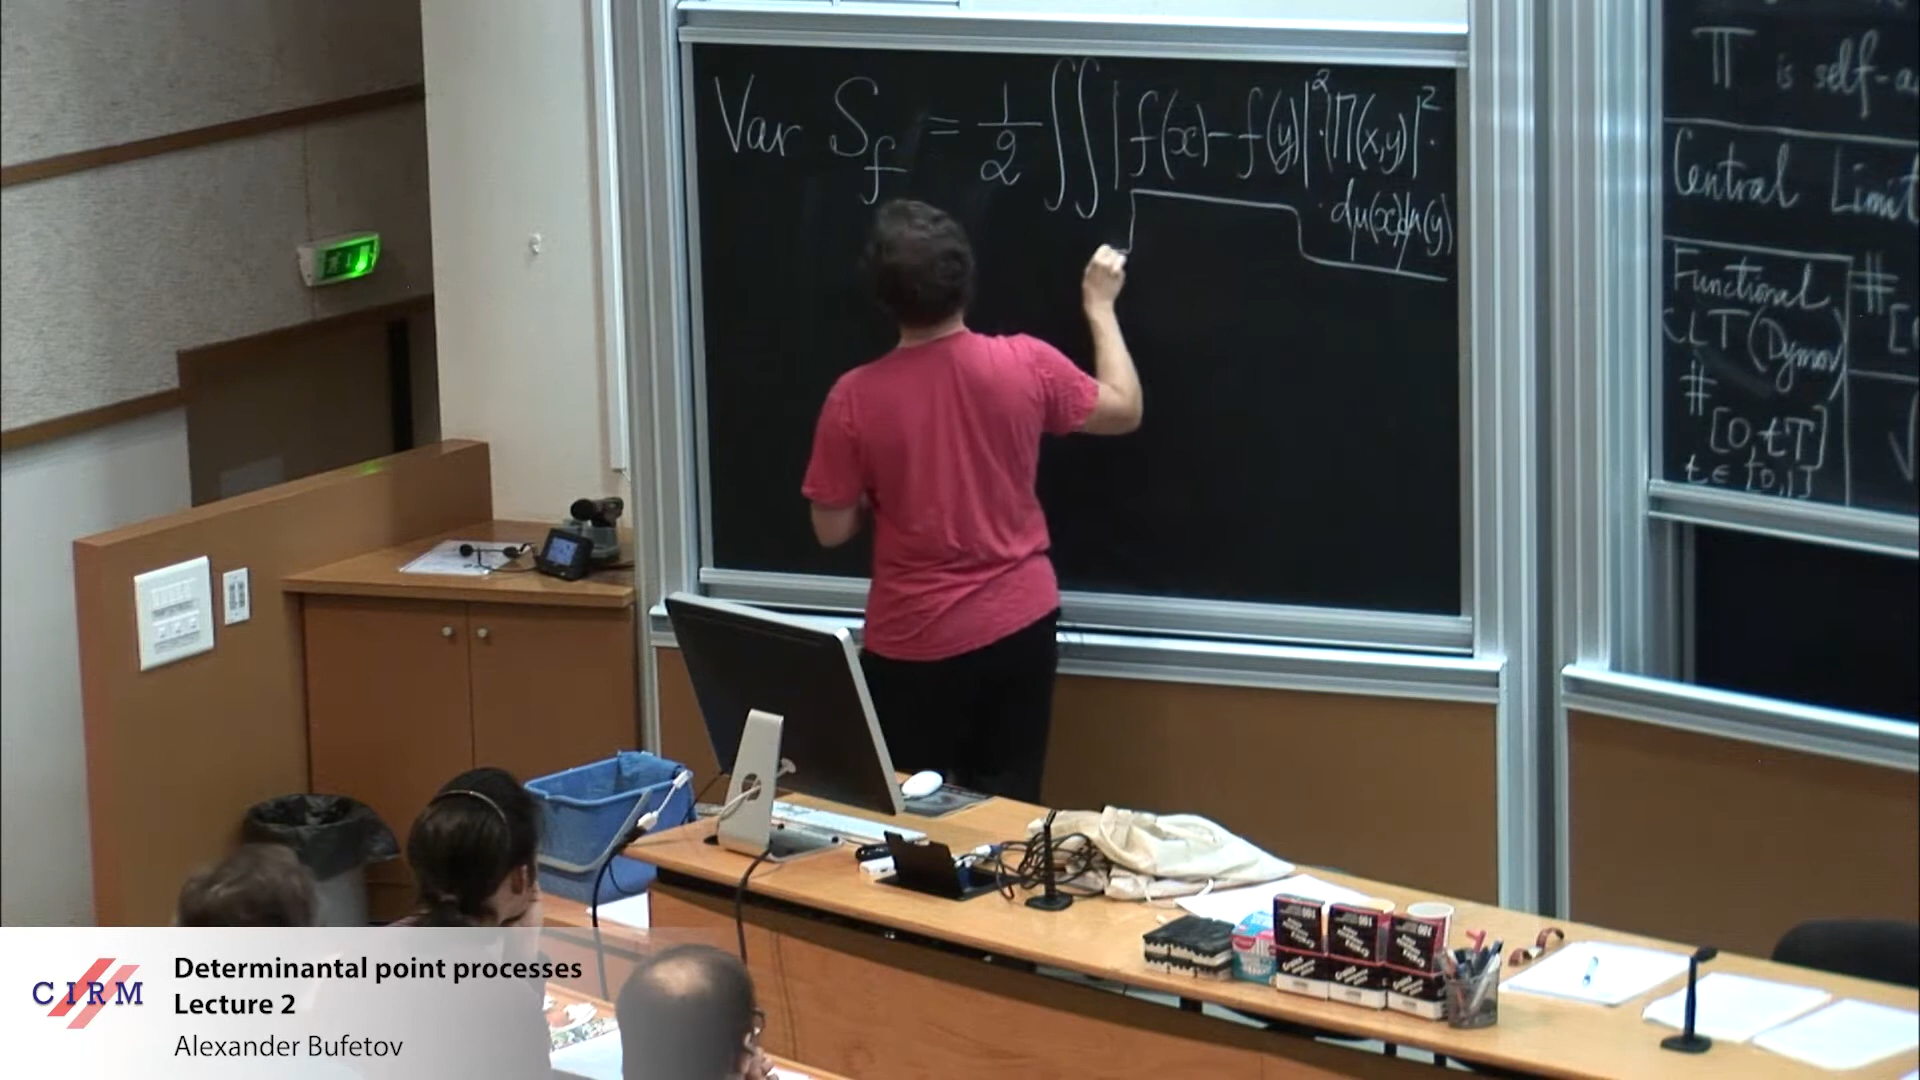 Var S_f = 1/2 ∫∫ |f(x) - f(y)|² · |Π(x,y)|² ·
· dμ(x)dμ(y)
Π is self-a
Central Limit
Functional
CLT (Dymov)
#
[0,tT]
t∈[0,1]
#
CIRM
Determinantal point processes
Lecture 2
Alexander Bufetov